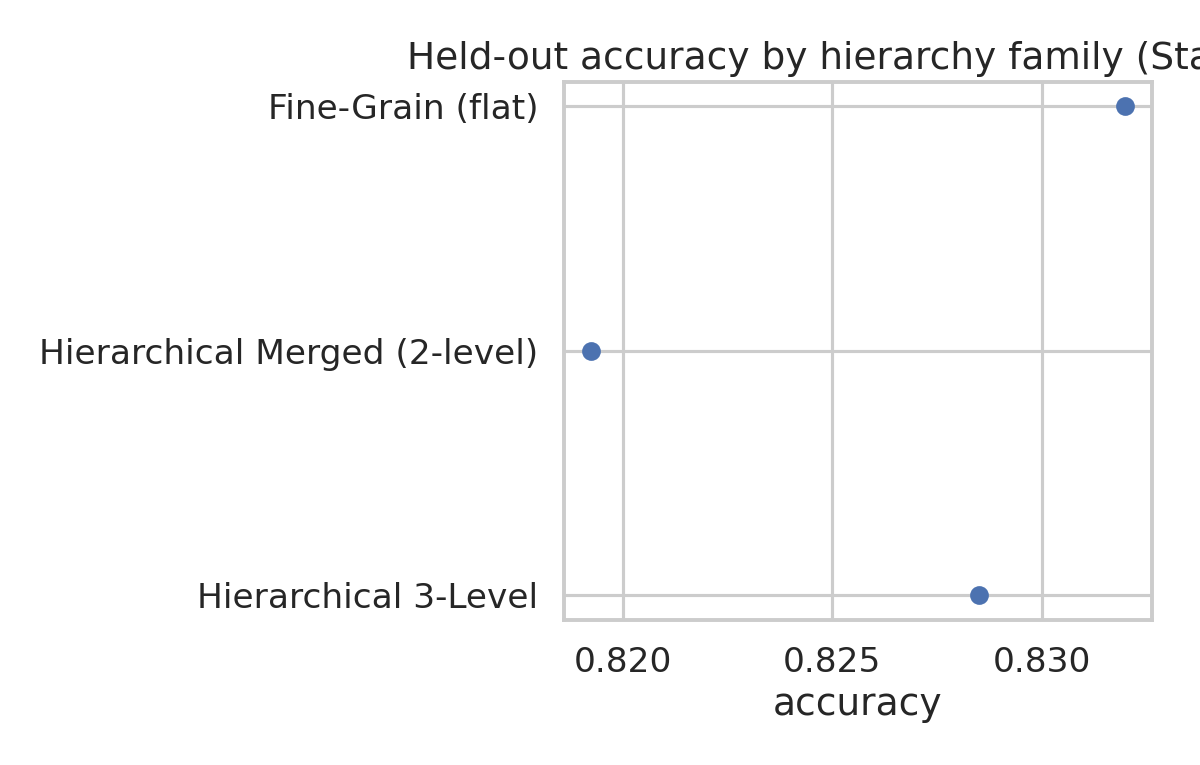 Held-out accuracy by hierarchy family (Sta
Fine-Grain (flat)
Hierarchical Merged (2-level)
Hierarchical 3-Level
0.820 0.825 0.830
accuracy